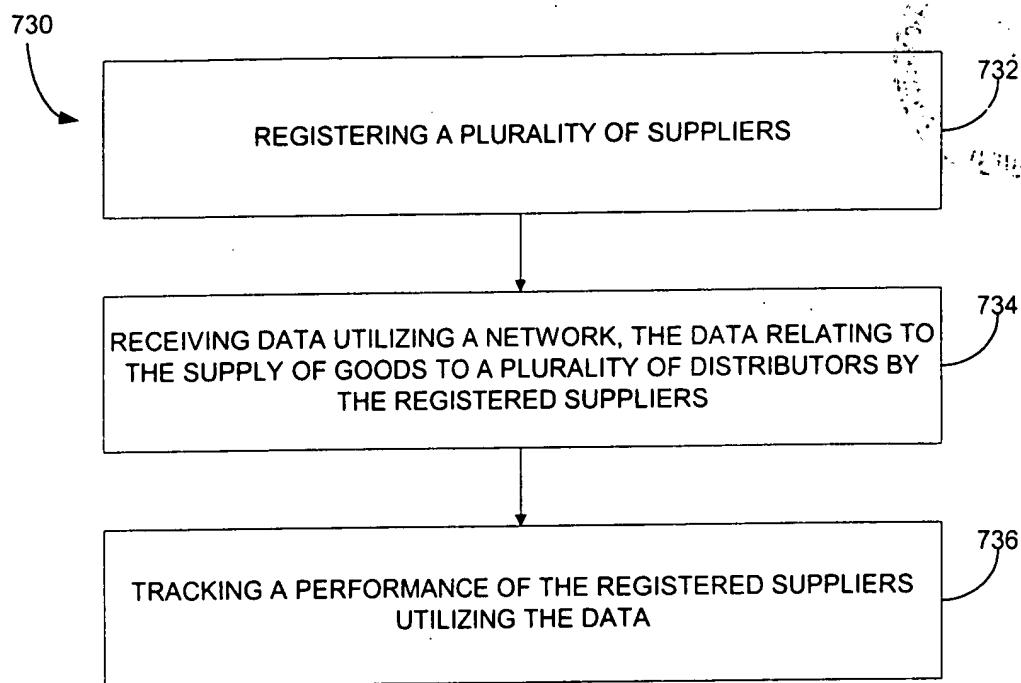 730
732
REGISTERING A PLURALITY OF SUPPLIERS
734
RECEIVING DATA UTILIZING A NETWORK, THE DATA RELATING TO
THE SUPPLY OF GOODS TO A PLURALITY OF DISTRIBUTORS BY
THE REGISTERED SUPPLIERS
736
TRACKING A PERFORMANCE OF THE REGISTERED SUPPLIERS
UTILIZING THE DATA